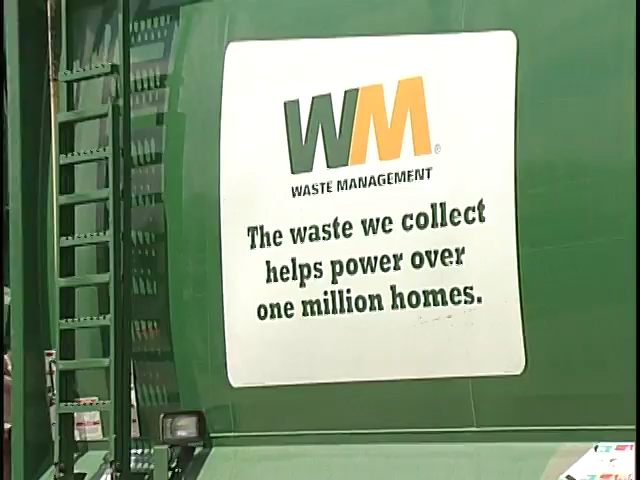 WM®
WASTE MANAGEMENT
The waste we collect
helps power over
one million homes.